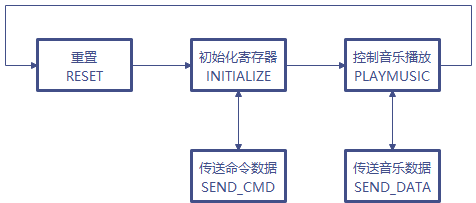 重置
RESET
初始化寄存器
INITIALIZE
控制音乐播放
PLAYMUSIC
传送命令数据
SEND_CMD
传送音乐数据
SEND_DATA